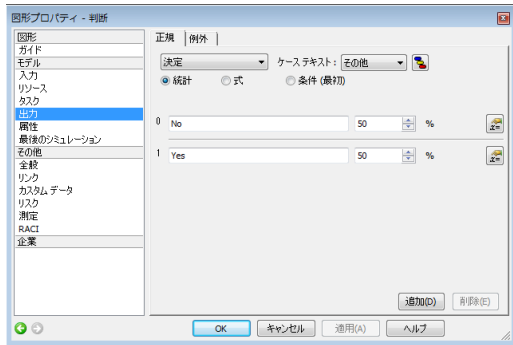 図形プロパティ - 判断
図形
ガイド
モデル
入力
リソース
タスク
出力
属性
最後のシミュレーション
その他
全般
リンク
カスタム データ
リスク
測定
RACI
企業
正規 例外
決定 ケース テキスト: その他
統計 式 条件 (最初)
0 No 50 %
1 Yes 50 %
追加(D) 削除(E)
OK キャンセル 適用(A) ヘルプ